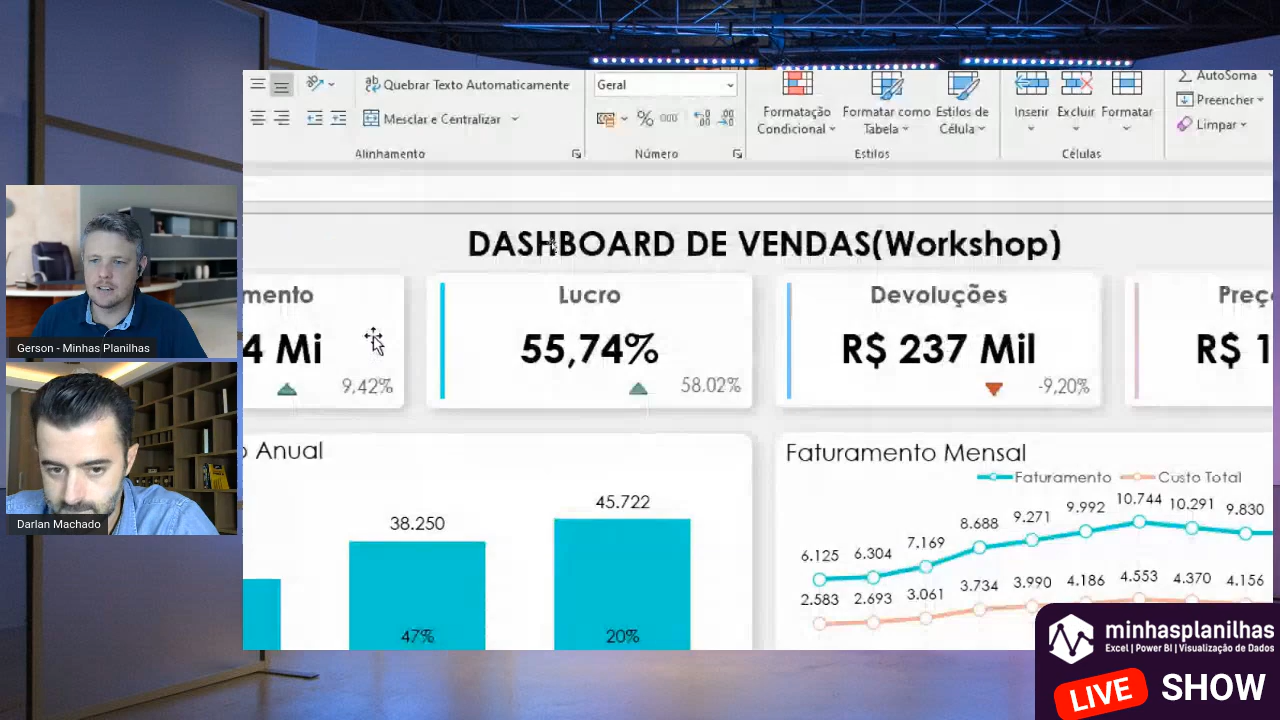 Quebrar Texto Automaticamente
Geral
AutoSoma
Mesclar e Centralizar
%
000
Formatação Condicional
Formatar como Tabela
Estilos de Célula
Inserir
Excluir
Formatar
Preencher
Limpar
Alinhamento
Número
Estilos
Células
DASHBOARD DE VENDAS(Workshop)
mento
4 Mi
9,42%
Lucro
55,74%
58.02%
Devoluções
R$ 237 Mil
-9,20%
Preç
R$ 1
Anual
38.250
45.722
47%
20%
Faturamento Mensal
Faturamento
Custo Total
6.125 6.304 7.169 8.688 9.271 9.992 10.744 10.291 9.830
2.583 2.693 3.061 3.734 3.990 4.186 4.553 4.370 4.156
Gerson - Minhas Planilhas
Darlan Machado
minhasplanilhas
Excel | Power BI | Visualização de Dados
LIVE SHOW